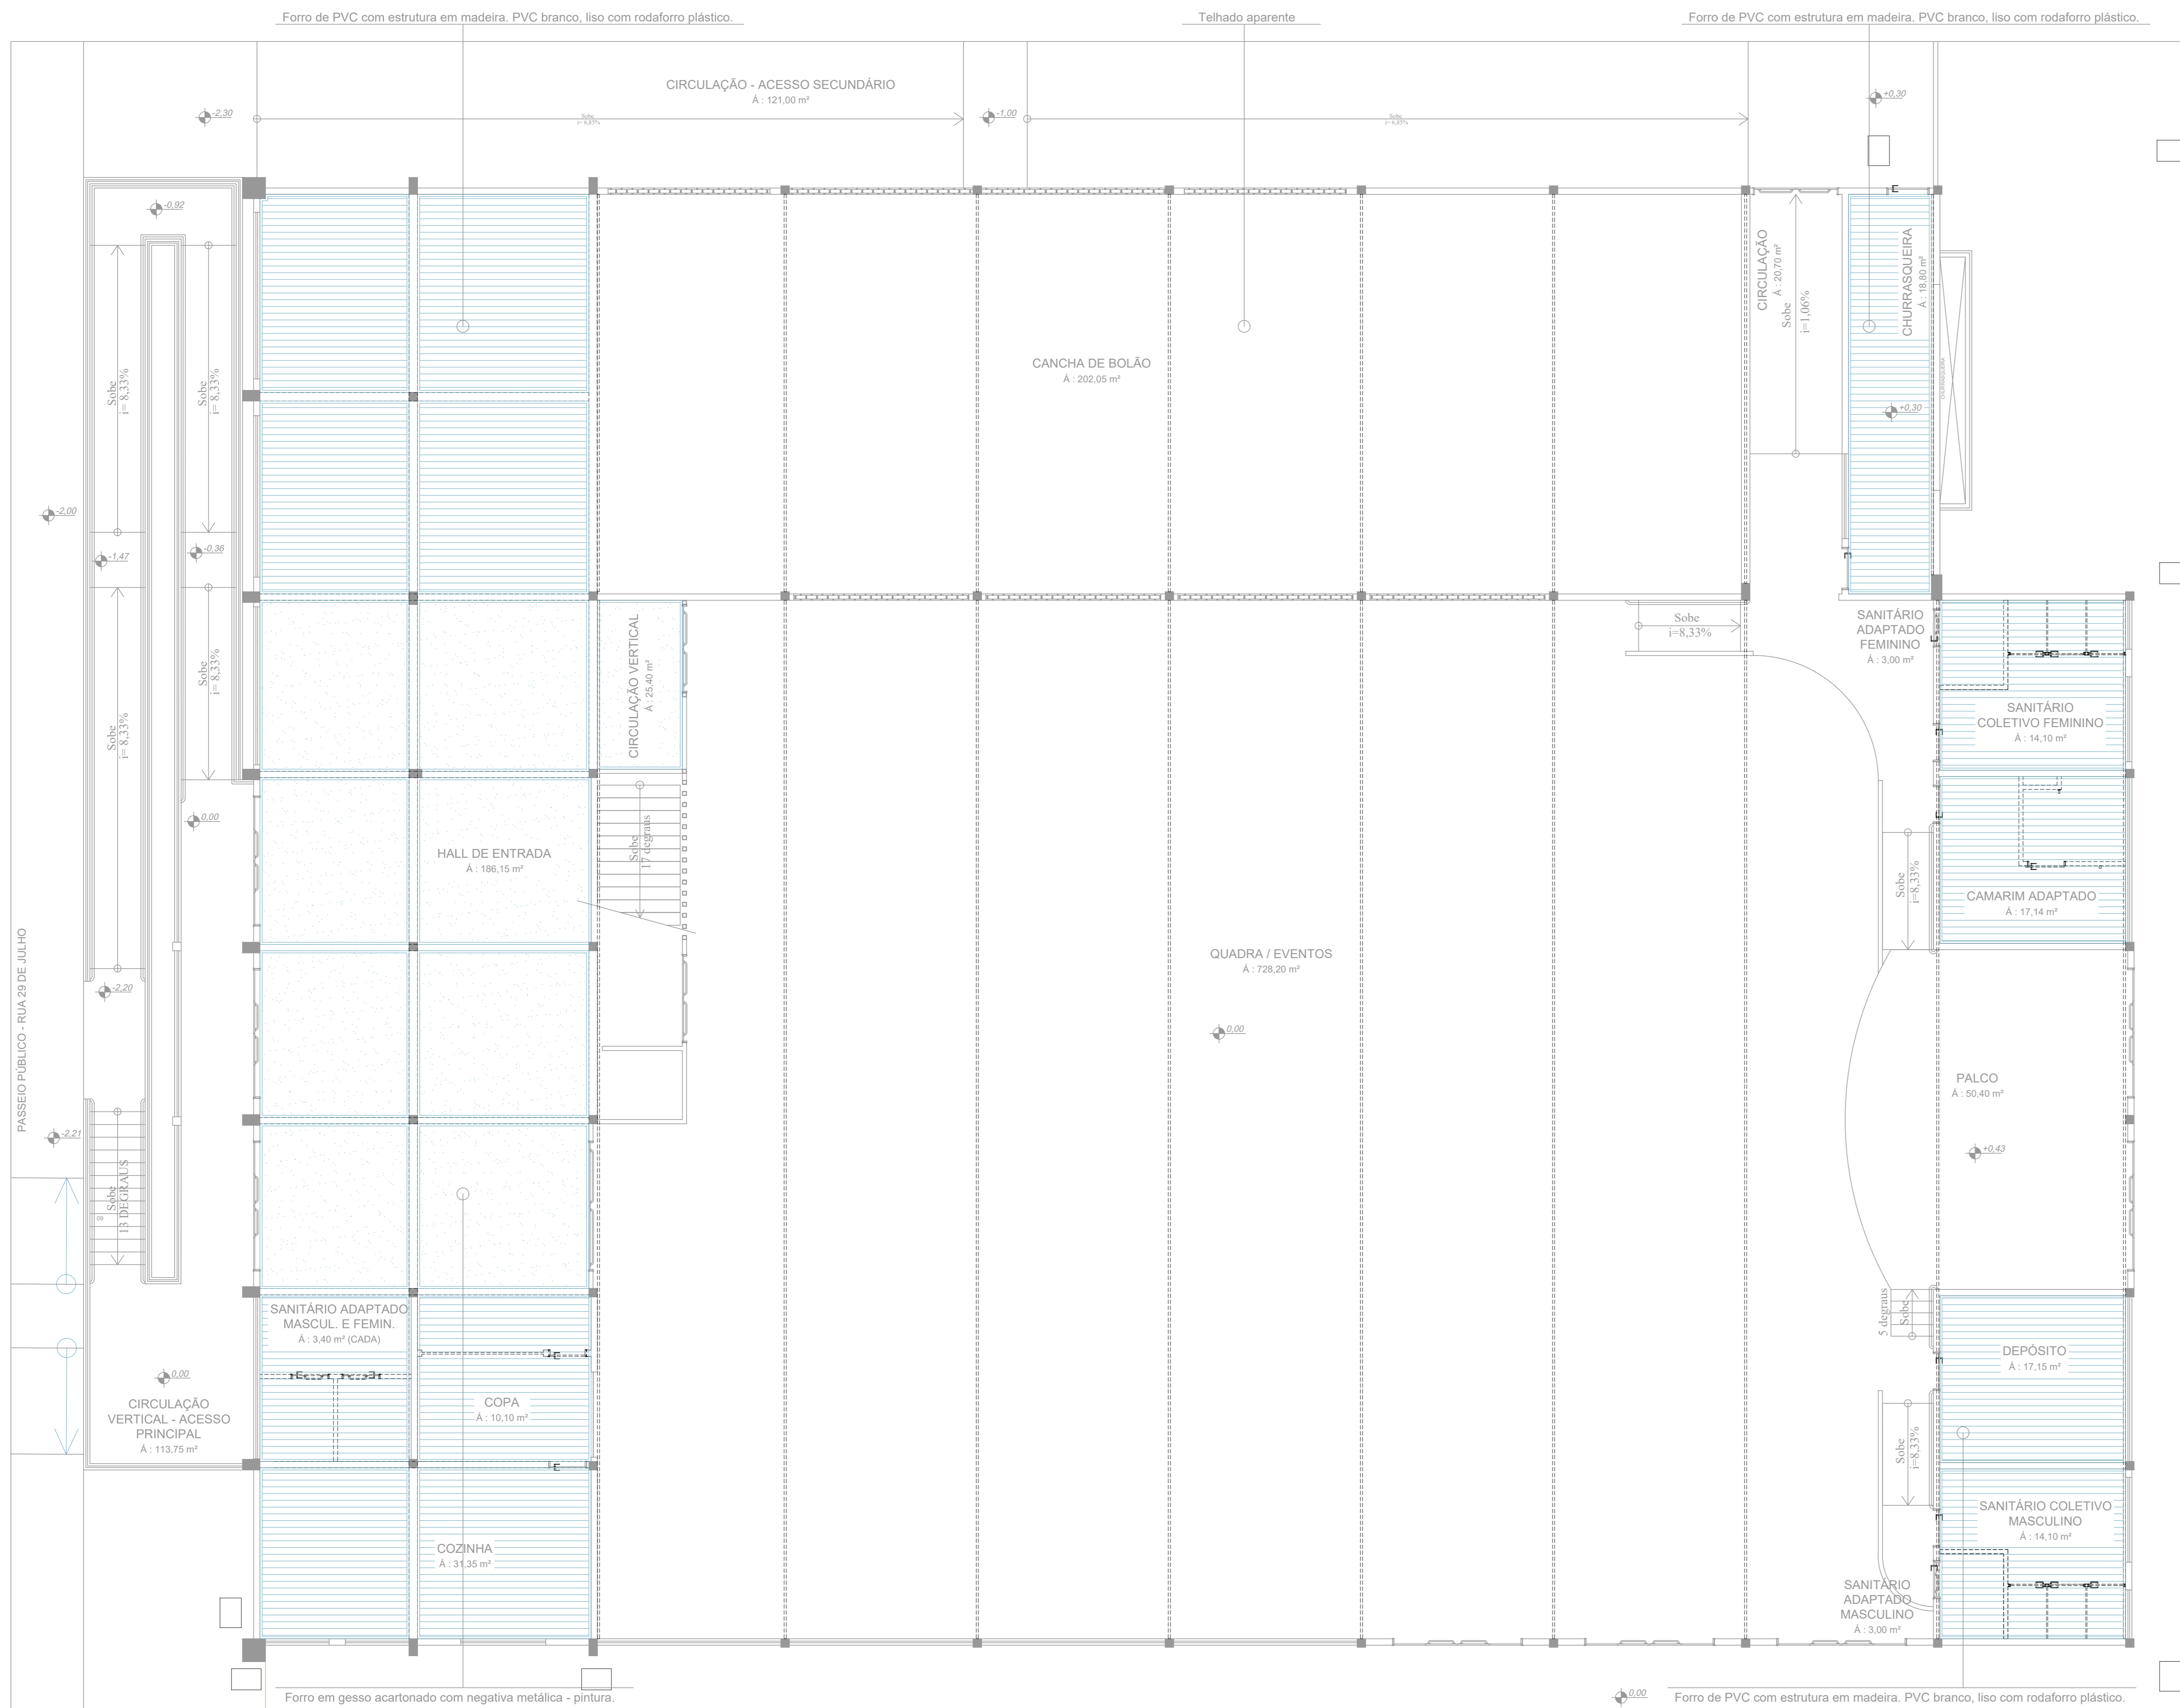 Forro de PVC com estrutura em madeira. PVC branco, liso com rodaforro plástico.
Telhado aparente
Forro de PVC com estrutura em madeira. PVC branco, liso com rodaforro plástico.
CIRCULAÇÃO - ACESSO SECUNDÁRIO
Á : 121,00 m²
-2,30
Sobe
i= 6,85%
-1,00
Sobe
i= 6,85%
+0,30
-0,92
Sobe
i= 8,33%
Sobe
i= 8,33%
-2,00
-1,47
-0,36
Sobe
i= 8,33%
Sobe
i= 8,33%
0,00
-2,20
PASSEIO PÚBLICO - RUA 29 DE JULHO
-2,21
Sobe
13 DEGRAUS
09
0,00
CIRCULAÇÃO
VERTICAL - ACESSO
PRINCIPAL
Á : 113,75 m²
CANCHA DE BOLÃO
Á : 202,05 m²
CIRCULAÇÃO
Á : 20,70 m²
Sobe
i=1,06%
CHURRASQUEIRA
Á : 18,80 m²
+0,30
CHURRASQUEIRA
CIRCULAÇÃO VERTICAL
Á : 25,40 m²
Sobe
17 degraus
HALL DE ENTRADA
Á : 186,15 m²
QUADRA / EVENTOS
Á : 728,20 m²
0,00
Sobe
i=8,33%
SANITÁRIO
ADAPTADO
FEMININO
Á : 3,00 m²
SANITÁRIO
COLETIVO FEMININO
Á : 14,10 m²
Sobe
i=8,33%
CAMARIM ADAPTADO
Á : 17,14 m²
PALCO
Á : 50,40 m²
+0,43
5 degraus
Sobe
DEPÓSITO
Á : 17,15 m²
Sobe
i=8,33%
SANITÁRIO COLETIVO
MASCULINO
Á : 14,10 m²
SANITÁRIO
ADAPTADO
MASCULINO
Á : 3,00 m²
SANITÁRIO ADAPTADO
MASCUL. E FEMIN.
Á : 3,40 m² (CADA)
COPA
Á : 10,10 m²
COZINHA
Á : 31,35 m²
Forro em gesso acartonado com negativa metálica - pintura.
0,00
Forro de PVC com estrutura em madeira. PVC branco, liso com rodaforro plástico.